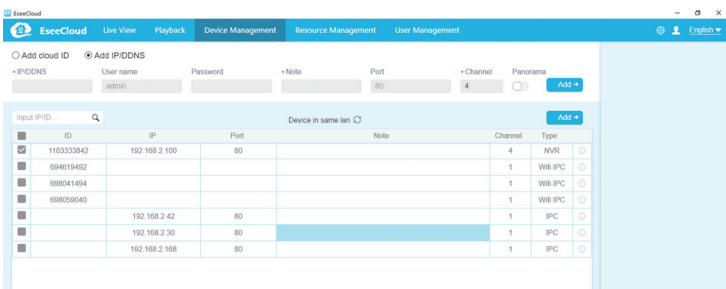 EseeCloud
EseeCloud Live View Playback Device Management Resource Management User Management English
Add cloud ID Add IP/DDNS
• IP/DDNS User name Password • Note Port • Channel Panorama
admin 80 4 Add
Input IP/ID... Device in same lan Add
ID IP Port Note Channel Type
1163333842 192.168.2.100 80 4 NVR
694619492 1 Wifi IPC
698041494 1 Wifi IPC
698059040 1 Wifi IPC
192.168.2.42 80 1 IPC
192.168.2.30 80 1 IPC
192.168.2.168 80 1 IPC